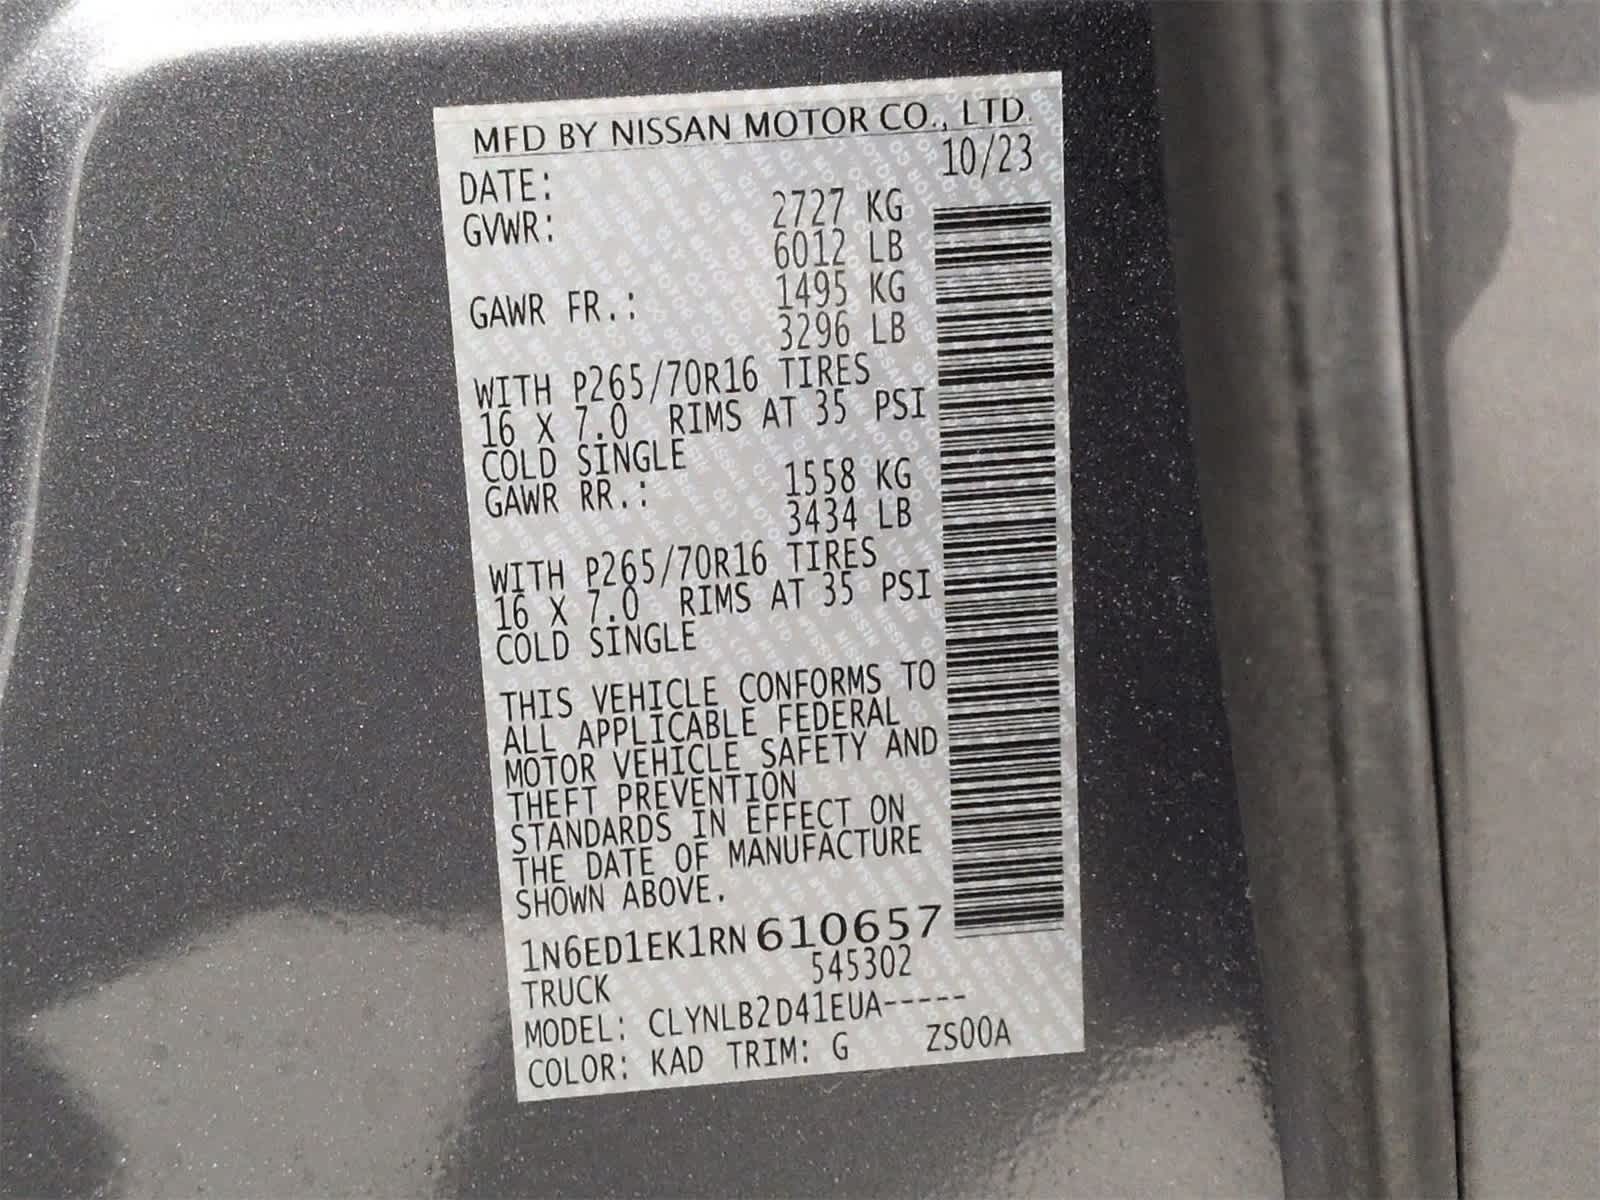 MFD BY NISSAN MOTOR CO., LTD.
DATE: 10/23
GVWR: 2727 KG
6012 LB
GAWR FR.: 1495 KG
3296 LB
WITH P265/70R16 TIRES
16 X 7.0 RIMS AT 35 PSI
COLD SINGLE
GAWR RR.: 1558 KG
3434 LB
WITH P265/70R16 TIRES
16 X 7.0 RIMS AT 35 PSI
COLD SINGLE
THIS VEHICLE CONFORMS TO
ALL APPLICABLE FEDERAL
MOTOR VEHICLE SAFETY AND
THEFT PREVENTION
STANDARDS IN EFFECT ON
THE DATE OF MANUFACTURE
SHOWN ABOVE.
1N6ED1EK1RN610657
TRUCK 545302
MODEL: CLYNLB2D41EUA-----
COLOR: KAD TRIM: G ZS00A